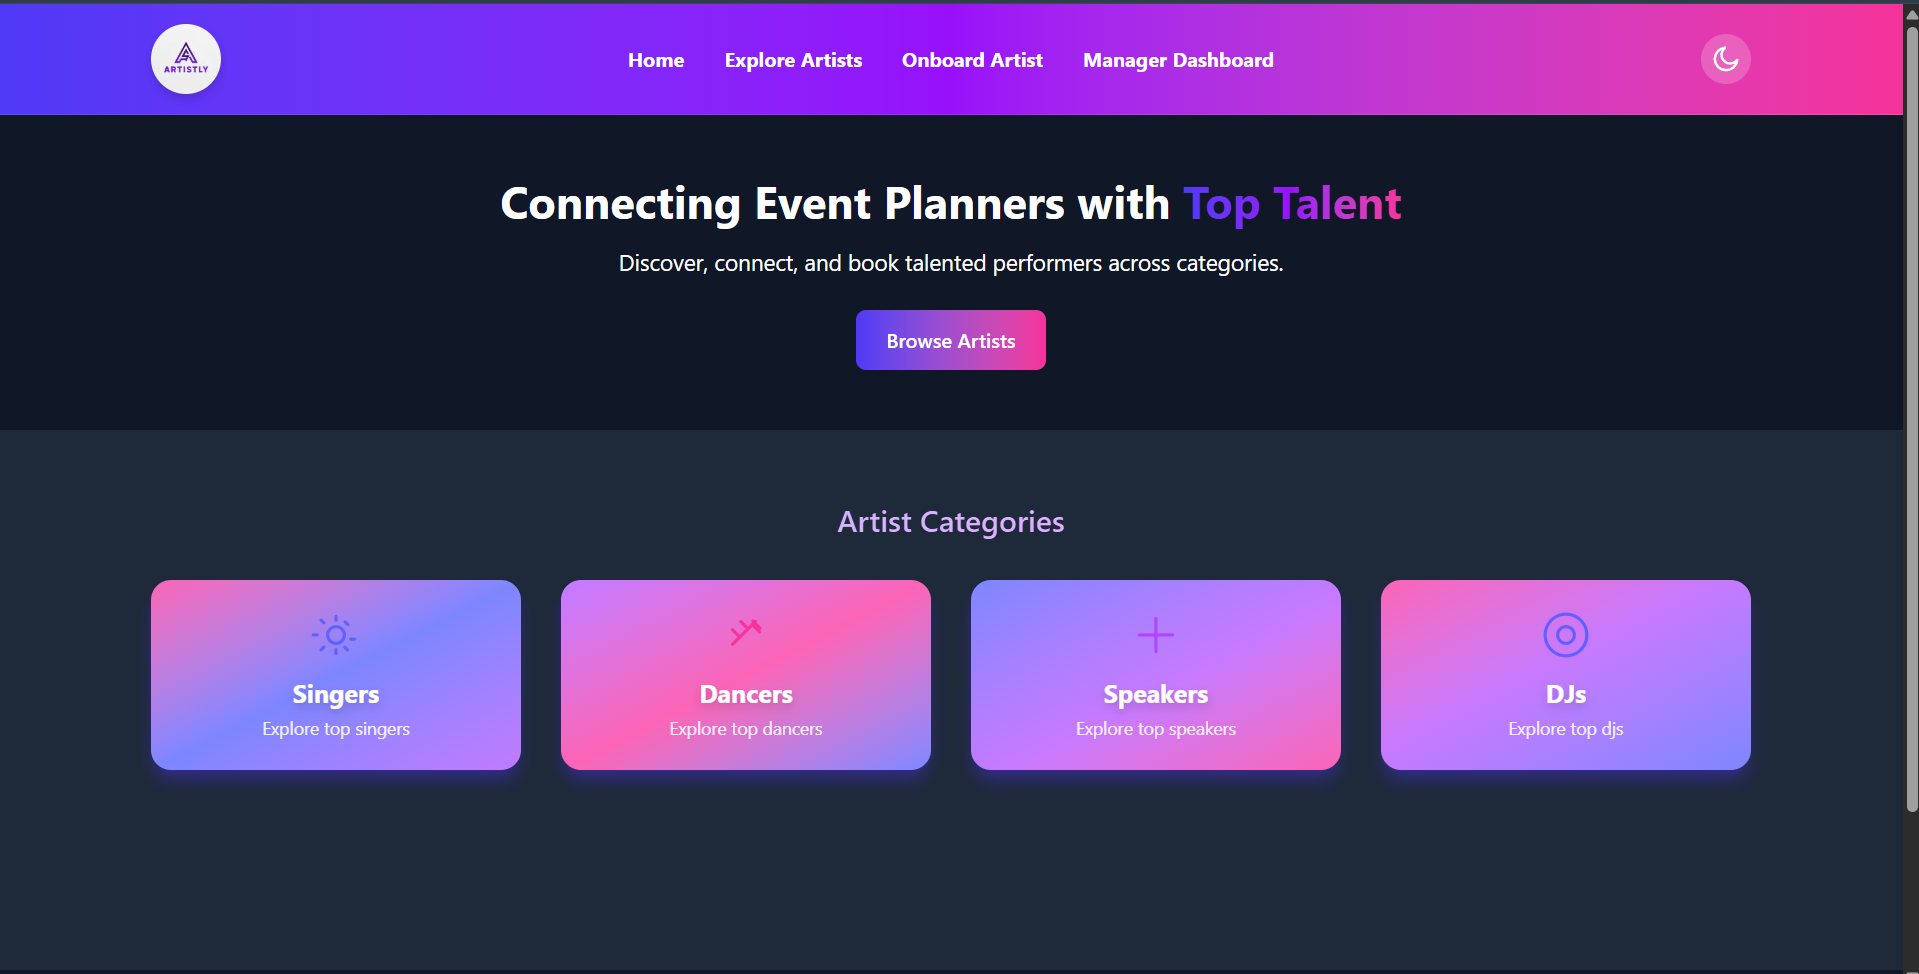 ARTISTLY
Home
Explore Artists
Onboard Artist
Manager Dashboard
Connecting Event Planners with Top Talent
Discover, connect, and book talented performers across categories.
Browse Artists
Artist Categories
Singers
Explore top singers
Dancers
Explore top dancers
Speakers
Explore top speakers
DJs
Explore top djs